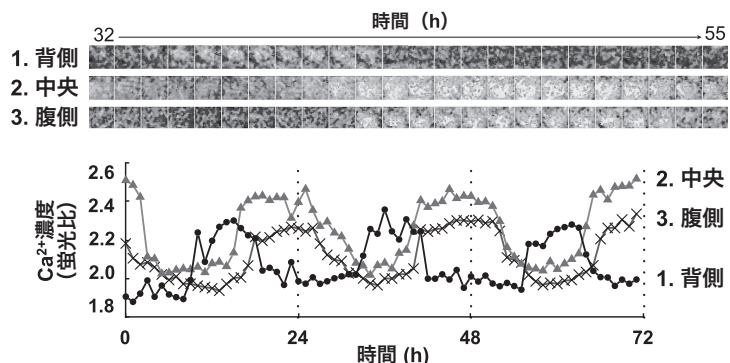 時間 (h)
32 55
1. 背側
2. 中央
3. 腹側
Ca²⁺濃度
(蛍光比)
2.6
2.4
2.2
2.0
1.8
2. 中央
3. 腹側
1. 背側
0 24 48 72
時間 (h)